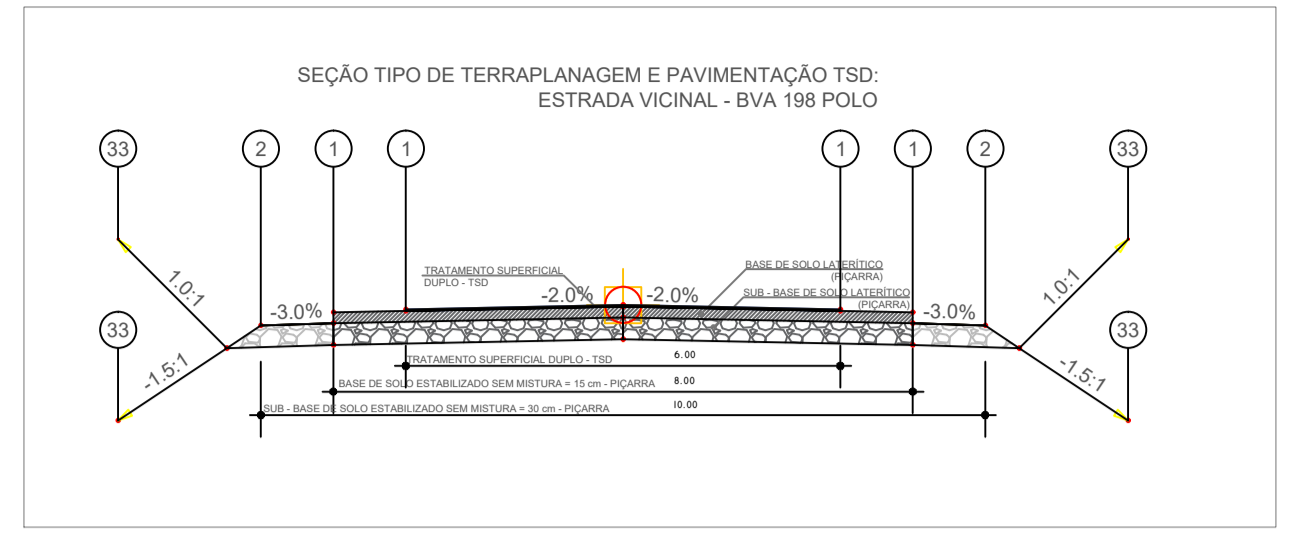 SEÇÃO TIPO DE TERRAPLANAGEM E PAVIMENTAÇÃO TSD:
ESTRADA VICINAL - BVA 198 POLO
33
2
1
1
1
1
2
33
TRATAMENTO SUPERFICIAL
DUPLO - TSD
BASE DE SOLO LATERÍTICO
(PIÇARRA)
SUB - BASE DE SOLO LATERÍTICO
(PIÇARRA)
1.0:1
-3.0%
-2.0%
-2.0%
-3.0%
1.0:1
33
33
-1.5:1
-1.5:1
TRATAMENTO SUPERFICIAL DUPLO - TSD 6.00
BASE DE SOLO ESTABILIZADO SEM MISTURA = 15 cm - PIÇARRA 8.00
SUB - BASE DE SOLO ESTABILIZADO SEM MISTURA = 30 cm - PIÇARRA 10.00